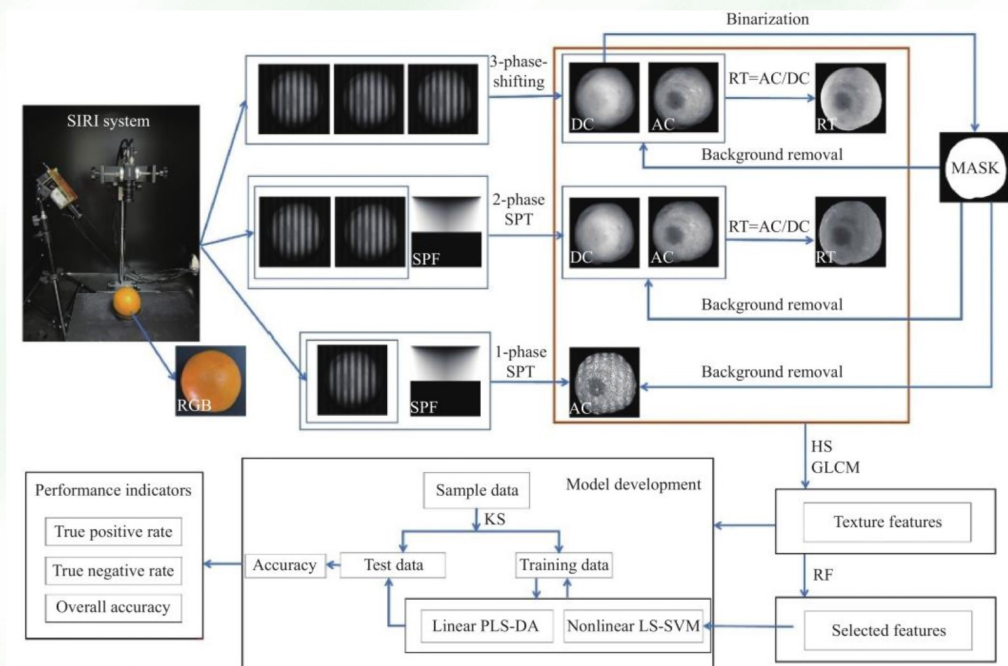 Binarization
3-phase-
shifting
SIRI system
DC
AC
RT=AC/DC
RT
Background removal
MASK
2-phase
SPT
SPF
DC
AC
RT=AC/DC
RT
Background removal
1-phase
SPT
RGB
SPF
AC
Background removal
HS
GLCM
Performance indicators
True positive rate
True negative rate
Overall accuracy
Model development
Sample data
KS
Accuracy
Test data
Training data
Linear PLS-DA
Nonlinear LS-SVM
Texture features
RF
Selected features